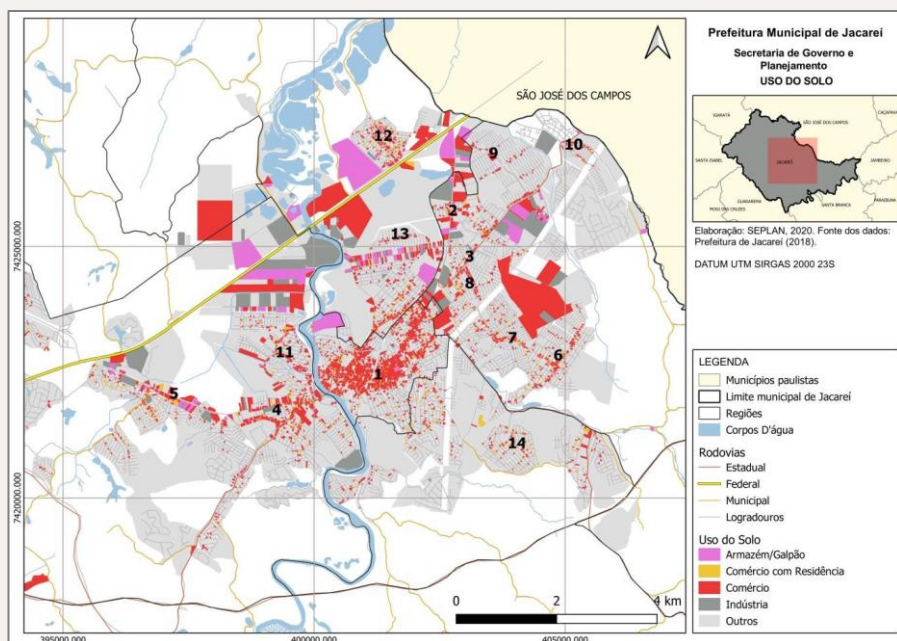 SÃO JOSÉ DOS CAMPOS
12
9
10
2
13
3
8
7
6
11
1
5
4
14
7425000.000
7420000.000
395000.000
400000.000
405000.000
0 2 4 km
Prefeitura Municipal de Jacareí
Secretaria de Governo e
Planejamento
USO DO SOLO
IGARATÁ
SÃO JOSÉ DOS CAMPOS
CAÇAPAVA
SANTA ISABEL
JACAREÍ
JAMBEIRO
GUARAREMA
SANTA BRANCA
PARAIBUNA
MOGI DAS CRUZES
Elaboração: SEPLAN, 2020. Fonte dos dados:
Prefeitura de Jacareí (2018).
DATUM UTM SIRGAS 2000 23S
LEGENDA
Municípios paulistas
Limite municipal de Jacareí
Regiões
Corpos D'água
Rodovias
Estadual
Federal
Municipal
Logradouros
Uso do Solo
Armazém/Galpão
Comércio com Residência
Comércio
Indústria
Outros